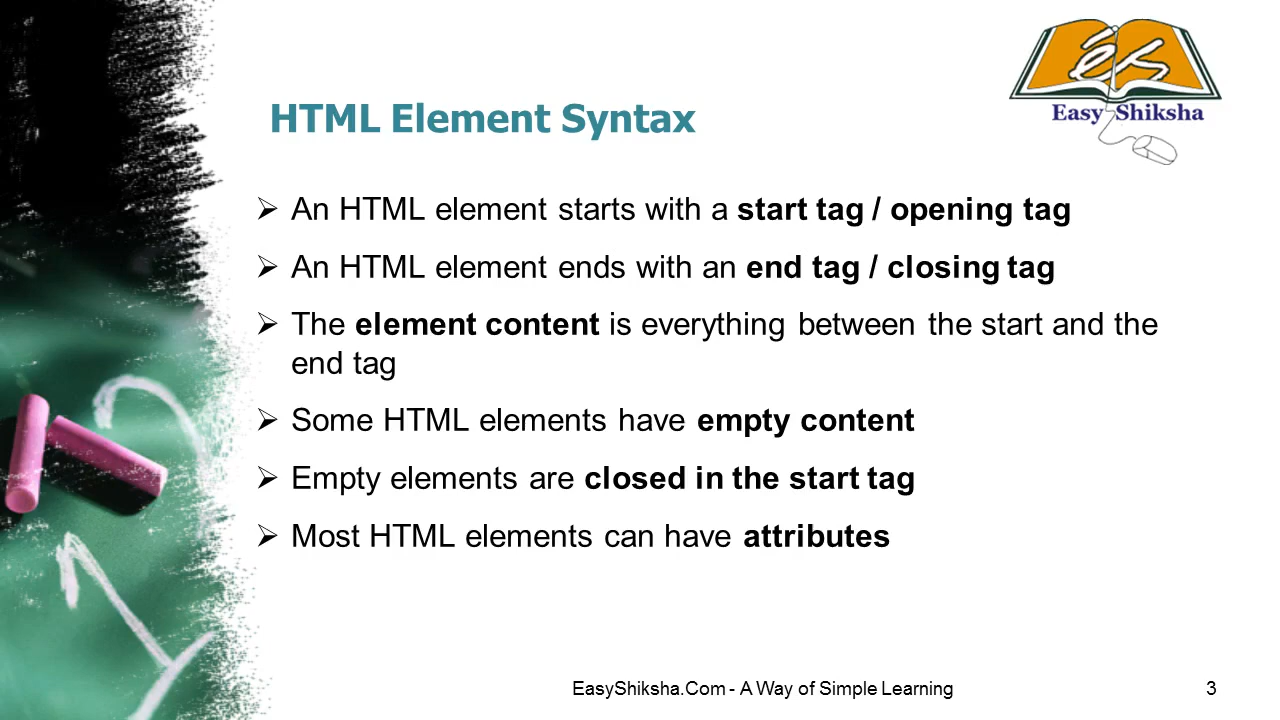 Easy Shiksha
HTML Element Syntax
An HTML element starts with a start tag / opening tag
An HTML element ends with an end tag / closing tag
The element content is everything between the start and the
end tag
Some HTML elements have empty content
Empty elements are closed in the start tag
Most HTML elements can have attributes
EasyShiksha.Com - A Way of Simple Learning
3